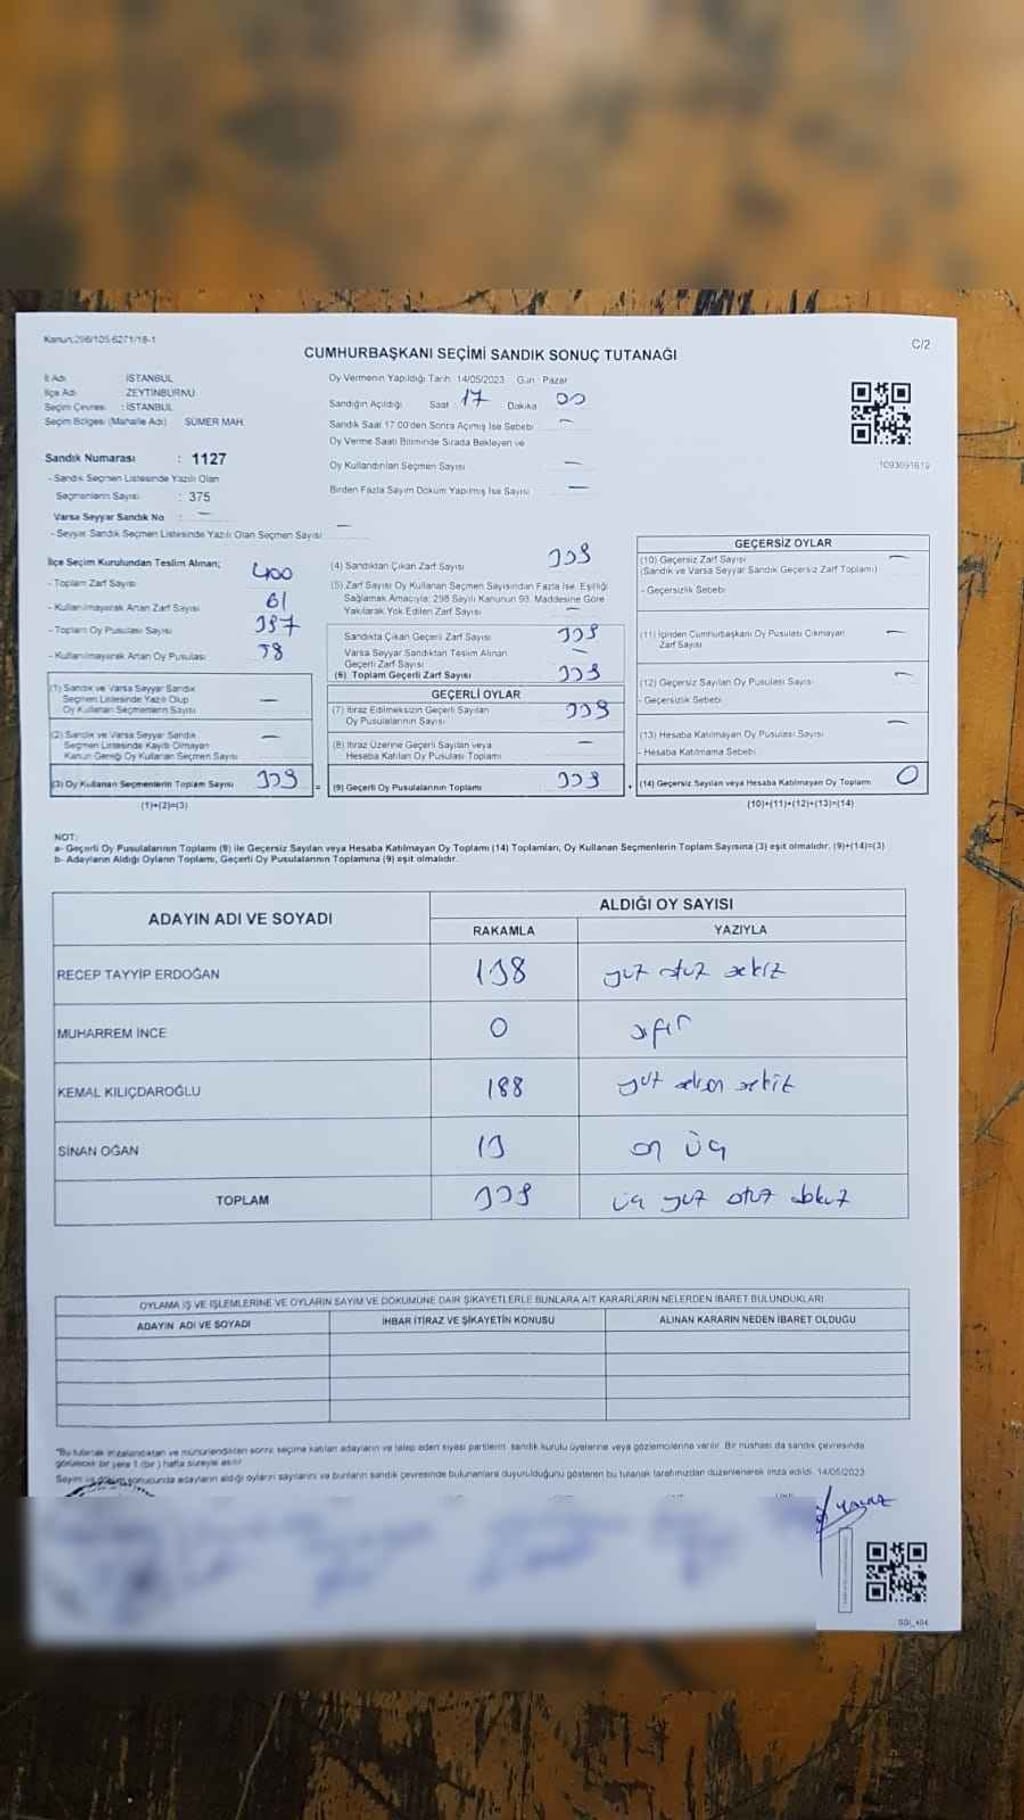 Kanun:298/105-6271/18-1
C/2
CUMHURBAŞKANI SEÇİMİ SANDIK SONUÇ TUTANAĞI
İl Adı : İSTANBUL
İlçe Adı : ZEYTİNBURNU
Seçim Çevresi : İSTANBUL
Seçim Bölgesi (Mahalle Adı) SÜMER MAH.
Sandık Numarası : 1127
- Sandık Seçmen Listesinde Yazılı Olan
Seçmenlerin Sayısı : 375
Varsa Seyyar Sandık No : —
- Seyyar Sandık Seçmen Listesinde Yazılı Olan Seçmen Sayısı —
Oy Vermenin Yapıldığı Tarih: 14/05/2023 Gün : Pazar
Sandığın Açıldığı Saat : 17 Dakika 00
Sandık Saat 17:00'den Sonra Açılmış İse Sebebi —
Oy Verme Saati Bitiminde Sırada Bekleyen ve
Oy Kullandırılan Seçmen Sayısı —
Birden Fazla Sayım Döküm Yapılmış İse Sayısı —
İlçe Seçim Kurulundan Teslim Alınan;
- Toplam Zarf Sayısı 400
- Kullanılmayarak Artan Zarf Sayısı 61
- Toplam Oy Pusulası Sayısı 397
- Kullanılmayarak Artan Oy Pusulası 58
(1) Sandık ve Varsa Seyyar Sandık
Seçmen Listesinde Yazılı Olup
Oy Kullanan Seçmenlerin Sayısı —
(2) Sandık ve Varsa Seyyar Sandık
Seçmen Listesinde Kayıtlı Olmayan
Kanun Gereği Oy Kullanan Seçmen Sayısı —
(3) Oy Kullanan Seçmenlerin Toplam Sayısı 339
(1)+(2)=(3)
(4) Sandıktan Çıkan Zarf Sayısı 339
(5) Zarf Sayısı Oy Kullanan Seçmen Sayısından Fazla İse, Eşitliği
Sağlamak Amacıyla; 298 Sayılı Kanunun 93. Maddesine Göre
Yakılarak Yok Edilen Zarf Sayısı —
Sandıkta Çıkan Geçerli Zarf Sayısı 339
Varsa Seyyar Sandıktan Teslim Alınan
Geçerli Zarf Sayısı —
(6) Toplam Geçerli Zarf Sayısı 339
GEÇERLİ OYLAR
(7) İtiraz Edilmeksizin Geçerli Sayılan
Oy Pusulalarının Sayısı 339
(8) İtiraz Üzerine Geçerli Sayılan veya
Hesaba Katılan Oy Pusulası Toplamı —
= (9) Geçerli Oy Pusulalarının Toplamı 339
GEÇERSİZ OYLAR
(10) Geçersiz Zarf Sayısı —
(Sandık ve Varsa Seyyar Sandık Geçersiz Zarf Toplamı)
- Geçersizlik Sebebi
(11) İçinden Cumhurbaşkanı Oy Pusulası Çıkmayan
Zarf Sayısı —
(12) Geçersiz Sayılan Oy Pusulası Sayısı —
- Geçersizlik Sebebi
(13) Hesaba Katılmayan Oy Pusulası Sayısı —
- Hesaba Katılmama Sebebi
+ (14) Geçersiz Sayılan veya Hesaba Katılmayan Oy Toplamı 0
(10)+(11)+(12)+(13)=(14)
NOT:
a- Geçerli Oy Pusulalarının Toplamı (9) ile Geçersiz Sayılan veya Hesaba Katılmayan Oy Toplamı (14) Toplamları, Oy Kullanan Seçmenlerin Toplam Sayısına (3) eşit olmalıdır. (9)+(14)=(3)
b- Adayların Aldığı Oyların Toplamı, Geçerli Oy Pusulalarının Toplamına (9) eşit olmalıdır.
ADAYIN ADI VE SOYADI
ALDIĞI OY SAYISI
RAKAMLA YAZIYLA
RECEP TAYYİP ERDOĞAN 138 yuz otuz sekiz
MUHARREM İNCE 0 sıfır
KEMAL KILIÇDAROĞLU 188 yuz seksen sekiz
SİNAN OĞAN 13 on üç
TOPLAM 339 üç yuz otuz dokuz
OYLAMA İŞ VE İŞLEMLERİNE VE OYLARIN SAYIM VE DÖKÜMÜNE DAİR ŞİKAYETLERLE BUNLARA AİT KARARLARIN NELERDEN İBARET BULUNDUKLARI
ADAYIN ADI VE SOYADI
İHBAR İTİRAZ VE ŞİKAYETİN KONUSU
ALINAN KARARIN NEDEN İBARET OLDUĞU
"Bu tutanak imzalandıktan ve mühürlendikten sonra, seçime katılan adayların ve talep eden siyasi partilerin, sandık kurulu üyelerine veya gözlemcilerine verilir. Bir nüshası da sandık çevresinde
görülecek bir yere 1 (bir) hafta süreyle asılır.
Sayım ve döküm sonucunda adayların aldığı oyların sayılarını ve bunların sandık çevresinde bulunanlara duyurulduğunu gösteren bu tutanak tarafımızdan düzenlenerek imza edildi. 14/05/2023